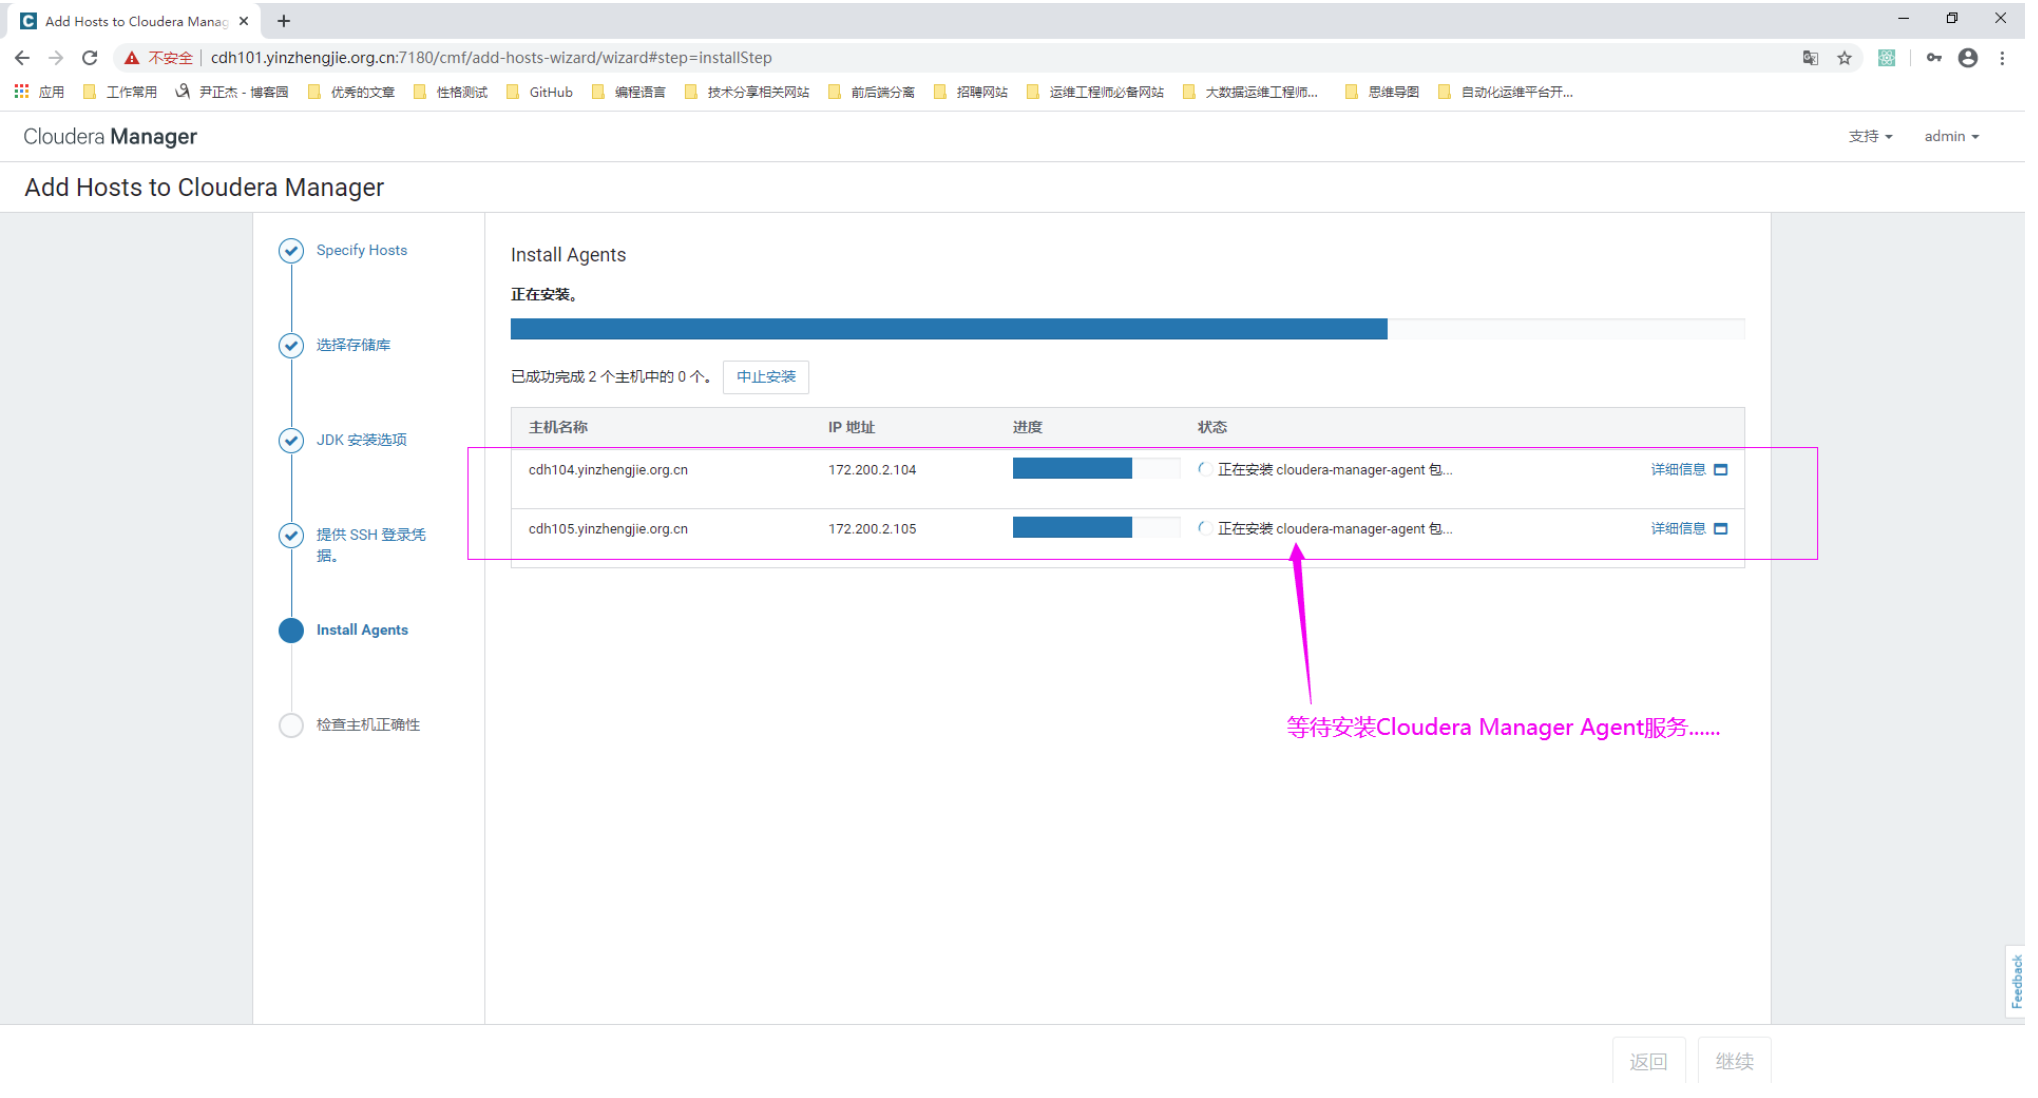 Add Hosts to Cloudera Manag
不安全 cdh101.yinzhengjie.org.cn:7180/cmf/add-hosts-wizard/wizard#step=installStep
应用 工作常用 尹正杰 - 博客园 优秀的文章 性格测试 GitHub 编程语言 技术分享相关网站 前后端分离 招聘网站 运维工程师必备网站 大数据运维工程师... 思维导图 自动化运维平台开...
Cloudera Manager 支持 admin
Add Hosts to Cloudera Manager
Specify Hosts
选择存储库
JDK 安装选项
提供 SSH 登录凭
据。
Install Agents
检查主机正确性
Install Agents
正在安装。
已成功完成 2 个主机中的 0 个。 中止安装
主机名称 IP 地址 进度 状态
cdh104.yinzhengjie.org.cn 172.200.2.104 正在安装 cloudera-manager-agent 包... 详细信息
cdh105.yinzhengjie.org.cn 172.200.2.105 正在安装 cloudera-manager-agent 包... 详细信息
等待安装Cloudera Manager Agent服务......
Feedback
返回 继续